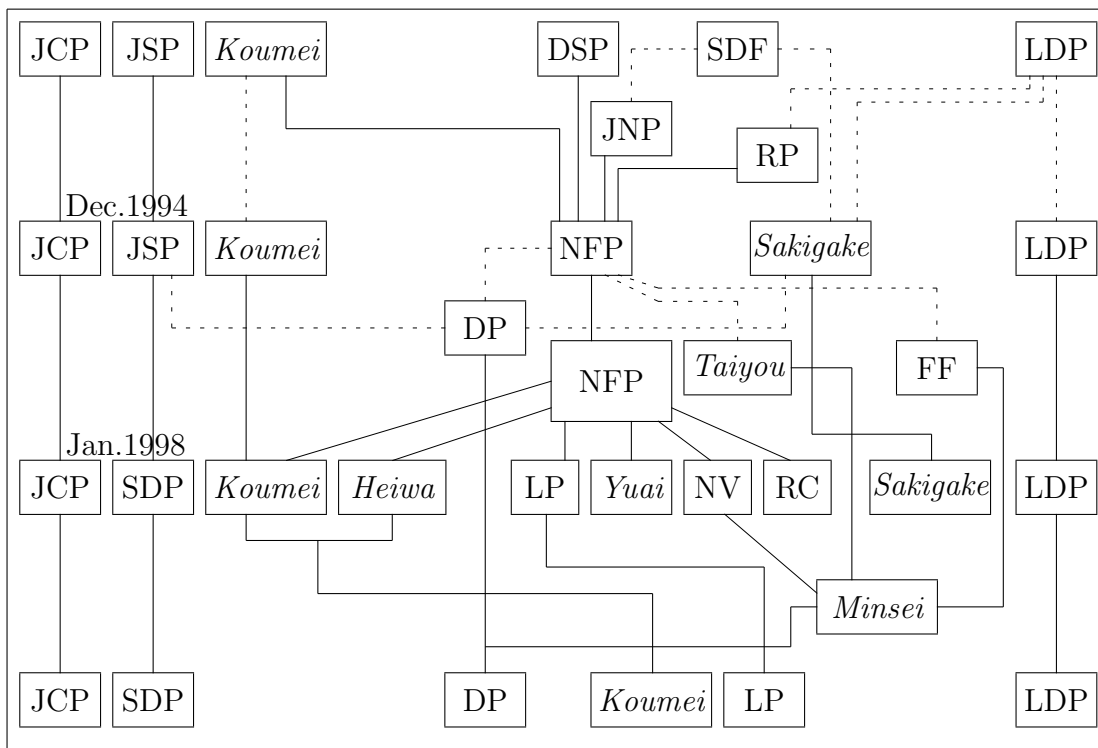 JCP JSP Koumei DSP SDF LDP
JNP
RP
Dec.1994
JCP JSP Koumei NFP Sakigake LDP
DP
NFP Taiyou FF
Jan.1998
JCP SDP Koumei Heiwa LP Yuai NV RC Sakigake LDP
Minsei
JCP SDP DP Koumei LP LDP